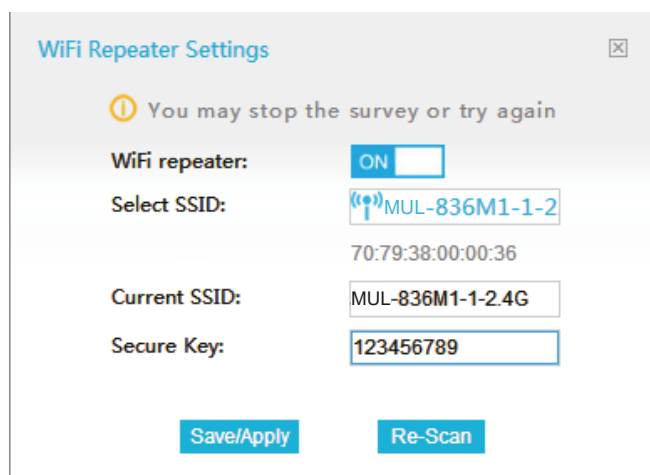 WiFi Repeater Settings
You may stop the survey or try again
WiFi repeater: ON
Select SSID: MUL-836M1-1-2
70:79:38:00:00:36
Current SSID: MUL-836M1-1-2.4G
Secure Key: 123456789
Save/Apply Re-Scan